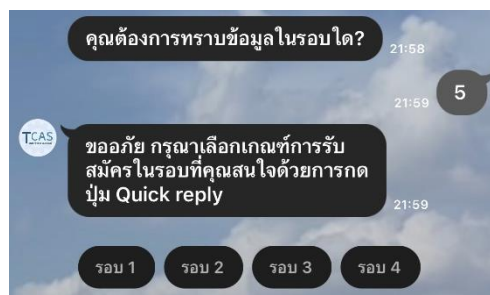 คุณต้องการทราบข้อมูลในรอบใด?
21:58
21:59
5
TCAS
ขออภัย กรุณาเลือกเกณฑ์การรับ
สมัครในรอบที่คุณสนใจด้วยการกด
ปุ่ม Quick reply
21:59
รอบ 1 รอบ 2 รอบ 3 รอบ 4